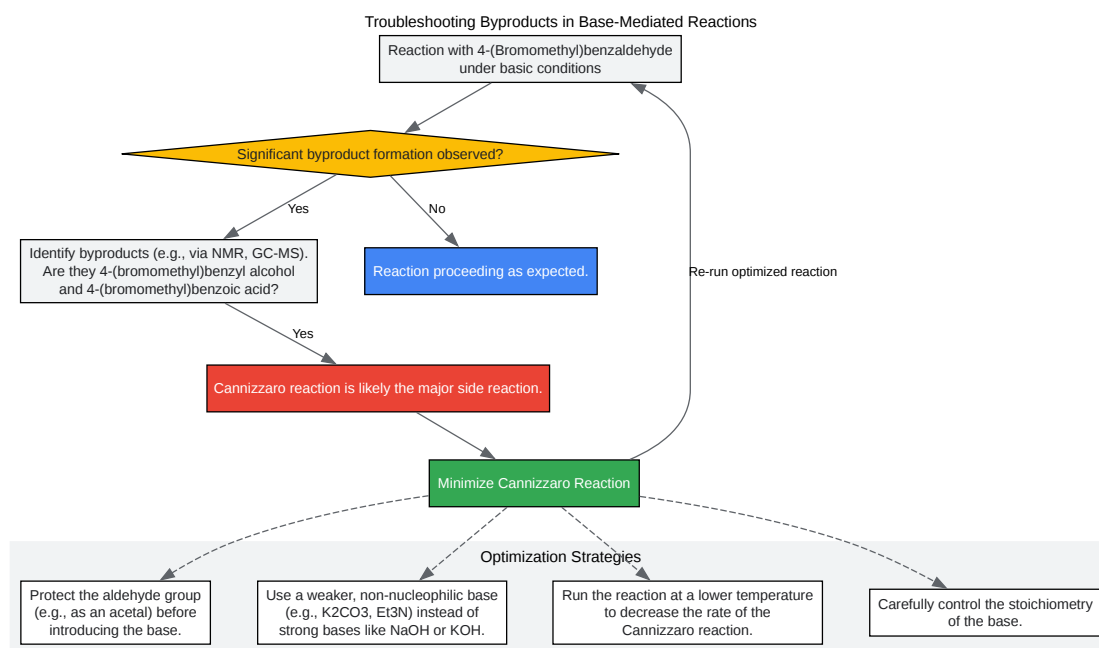 Troubleshooting Byproducts in Base-Mediated Reactions
Reaction with 4-(Bromomethyl)benzaldehyde
under basic conditions
Significant byproduct formation observed?
Yes
No
Identify byproducts (e.g., via NMR, GC-MS).
Are they 4-(bromomethyl)benzyl alcohol
and 4-(bromomethyl)benzoic acid?
Reaction proceeding as expected.
Re-run optimized reaction
Yes
Cannizzaro reaction is likely the major side reaction.
Minimize Cannizzaro Reaction
Optimization Strategies
Protect the aldehyde group
(e.g., as an acetal) before
introducing the base.
Use a weaker, non-nucleophilic base
(e.g., K2CO3, Et3N) instead of
strong bases like NaOH or KOH.
Run the reaction at a lower temperature
to decrease the rate of the
Cannizzaro reaction.
Carefully control the stoichiometry
of the base.